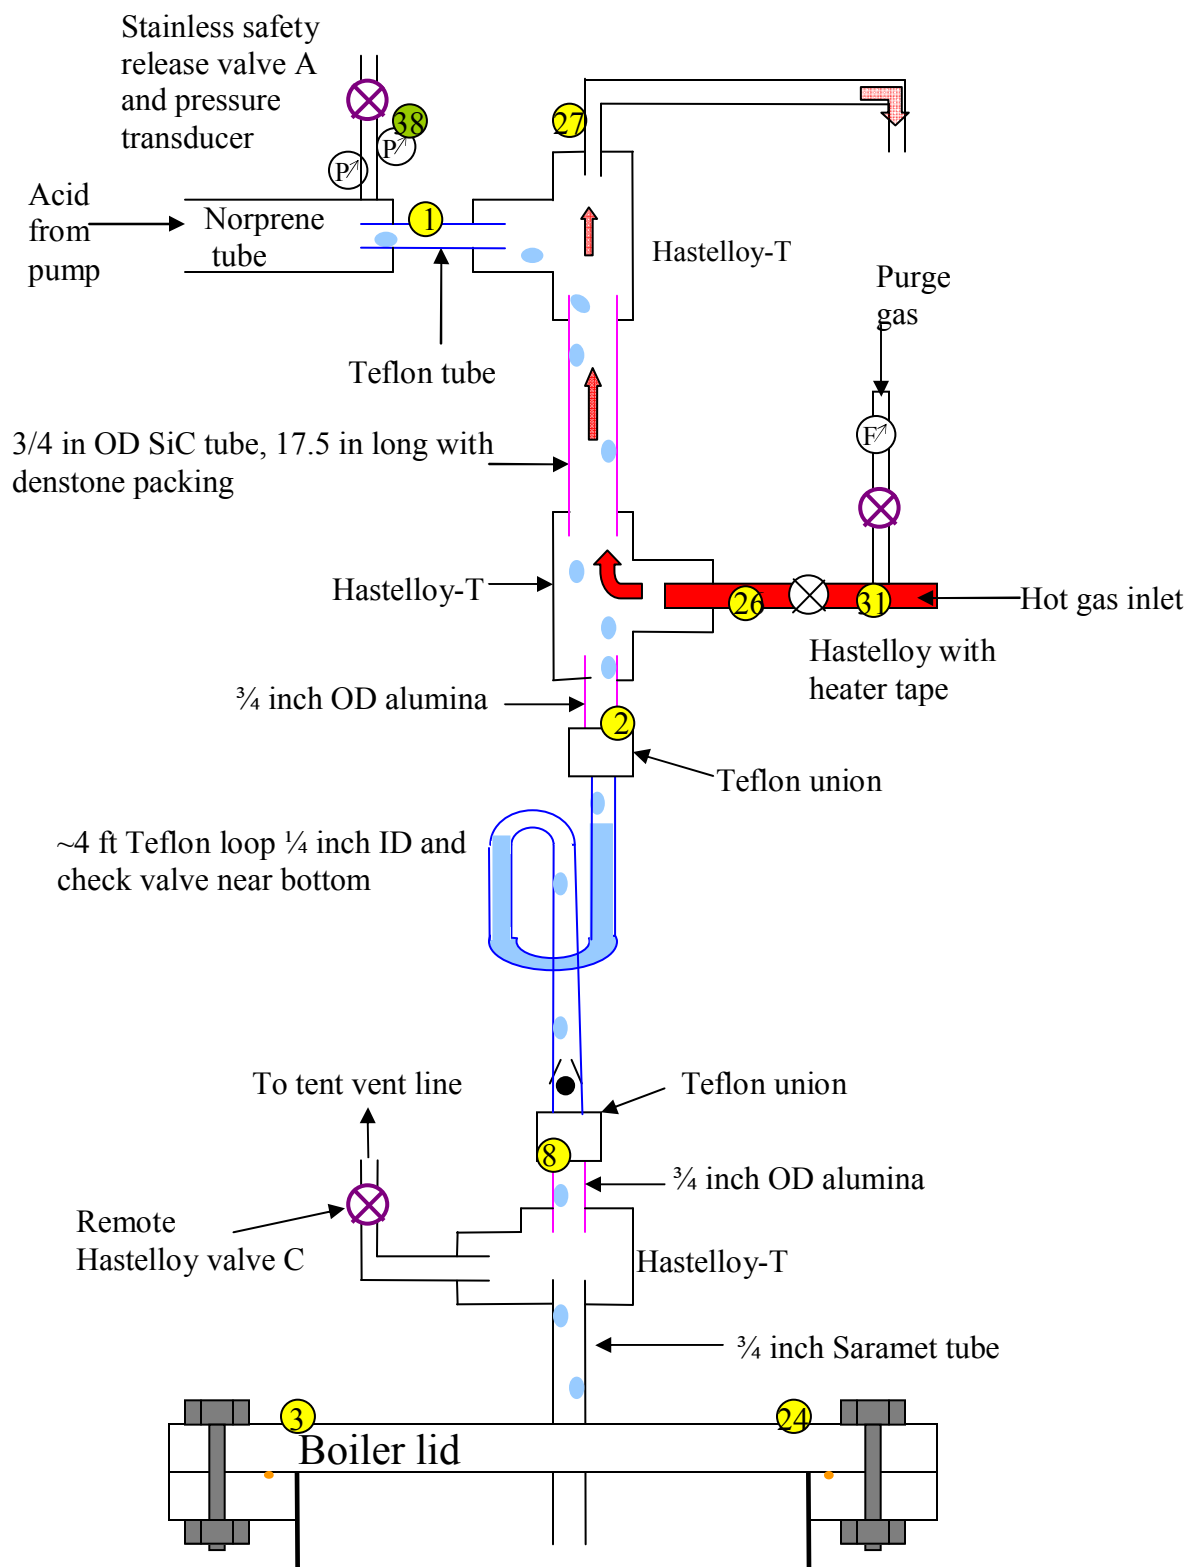 Stainless safety
release valve A
and pressure
transducer
38
P
P
27
Acid
from
pump
Norprene
tube
1
Hastelloy-T
Purge
gas
Teflon tube
F
3/4 in OD SiC tube, 17.5 in long with
denstone packing
Hastelloy-T
26
31
Hot gas inlet
Hastelloy with
heater tape
¾ inch OD alumina
2
Teflon union
~4 ft Teflon loop ¼ inch ID and
check valve near bottom
To tent vent line
Teflon union
8
¾ inch OD alumina
Remote
Hastelloy valve C
Hastelloy-T
¾ inch Saramet tube
3
24
Boiler lid